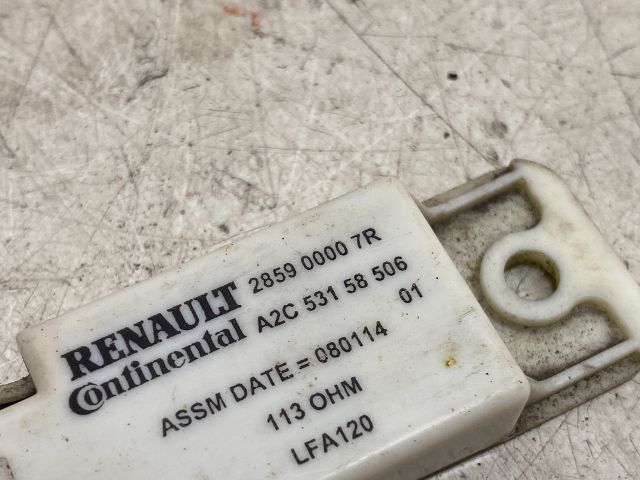 RENAULT 2859 0000 7R
Continental A2C 531 58 506
ASSM DATE = 080114 01
113 OHM
LFA120